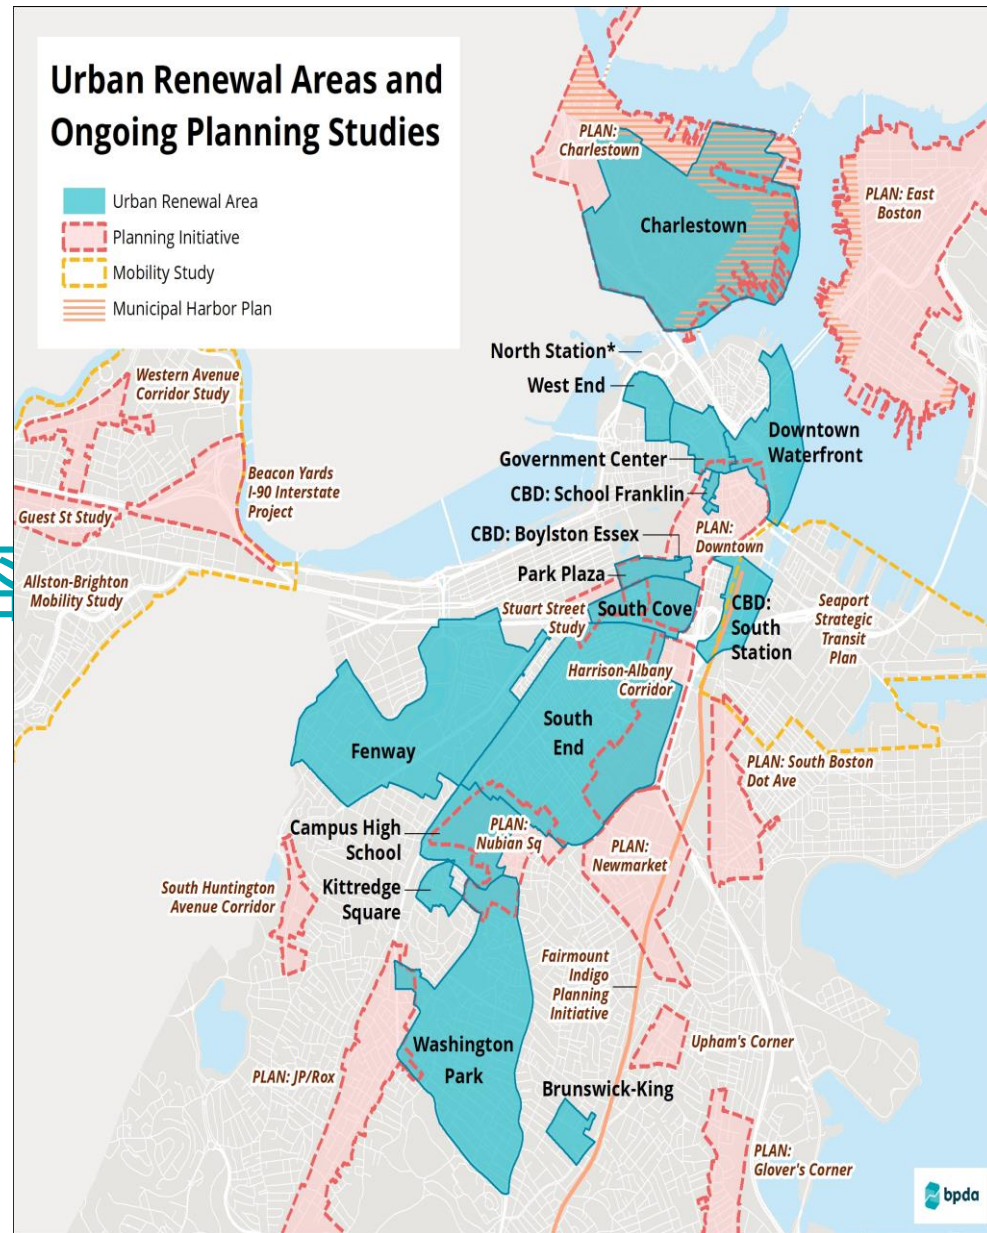 Urban Renewal Areas and
Ongoing Planning Studies
Urban Renewal Area
Planning Initiative
Mobility Study
Municipal Harbor Plan
PLAN:
Charlestown
Charlestown
PLAN: East
Boston
North Station*
West End
Government Center
CBD: School Franklin
CBD: Boylston Essex
Park Plaza
Downtown
Waterfront
PLAN:
Downtown
Western Avenue
Corridor Study
Beacon Yards
I-90 Interstate
Project
Guest St Study
Allston-Brighton
Mobility Study
Stuart Street
Study
South Cove
CBD:
South
Station
Seaport
Strategic
Transit
Plan
Harrison-Albany
Corridor
South
End
Fenway
PLAN: South Boston
Dot Ave
Campus High
School
PLAN:
Nubian Sq
PLAN:
Newmarket
Kittredge
Square
South Huntington
Avenue Corridor
Fairmount
Indigo
Planning
Initiative
Upham's Corner
Washington
Park
PLAN: JP/Rox
Brunswick-King
PLAN:
Glover's Corner
bpda